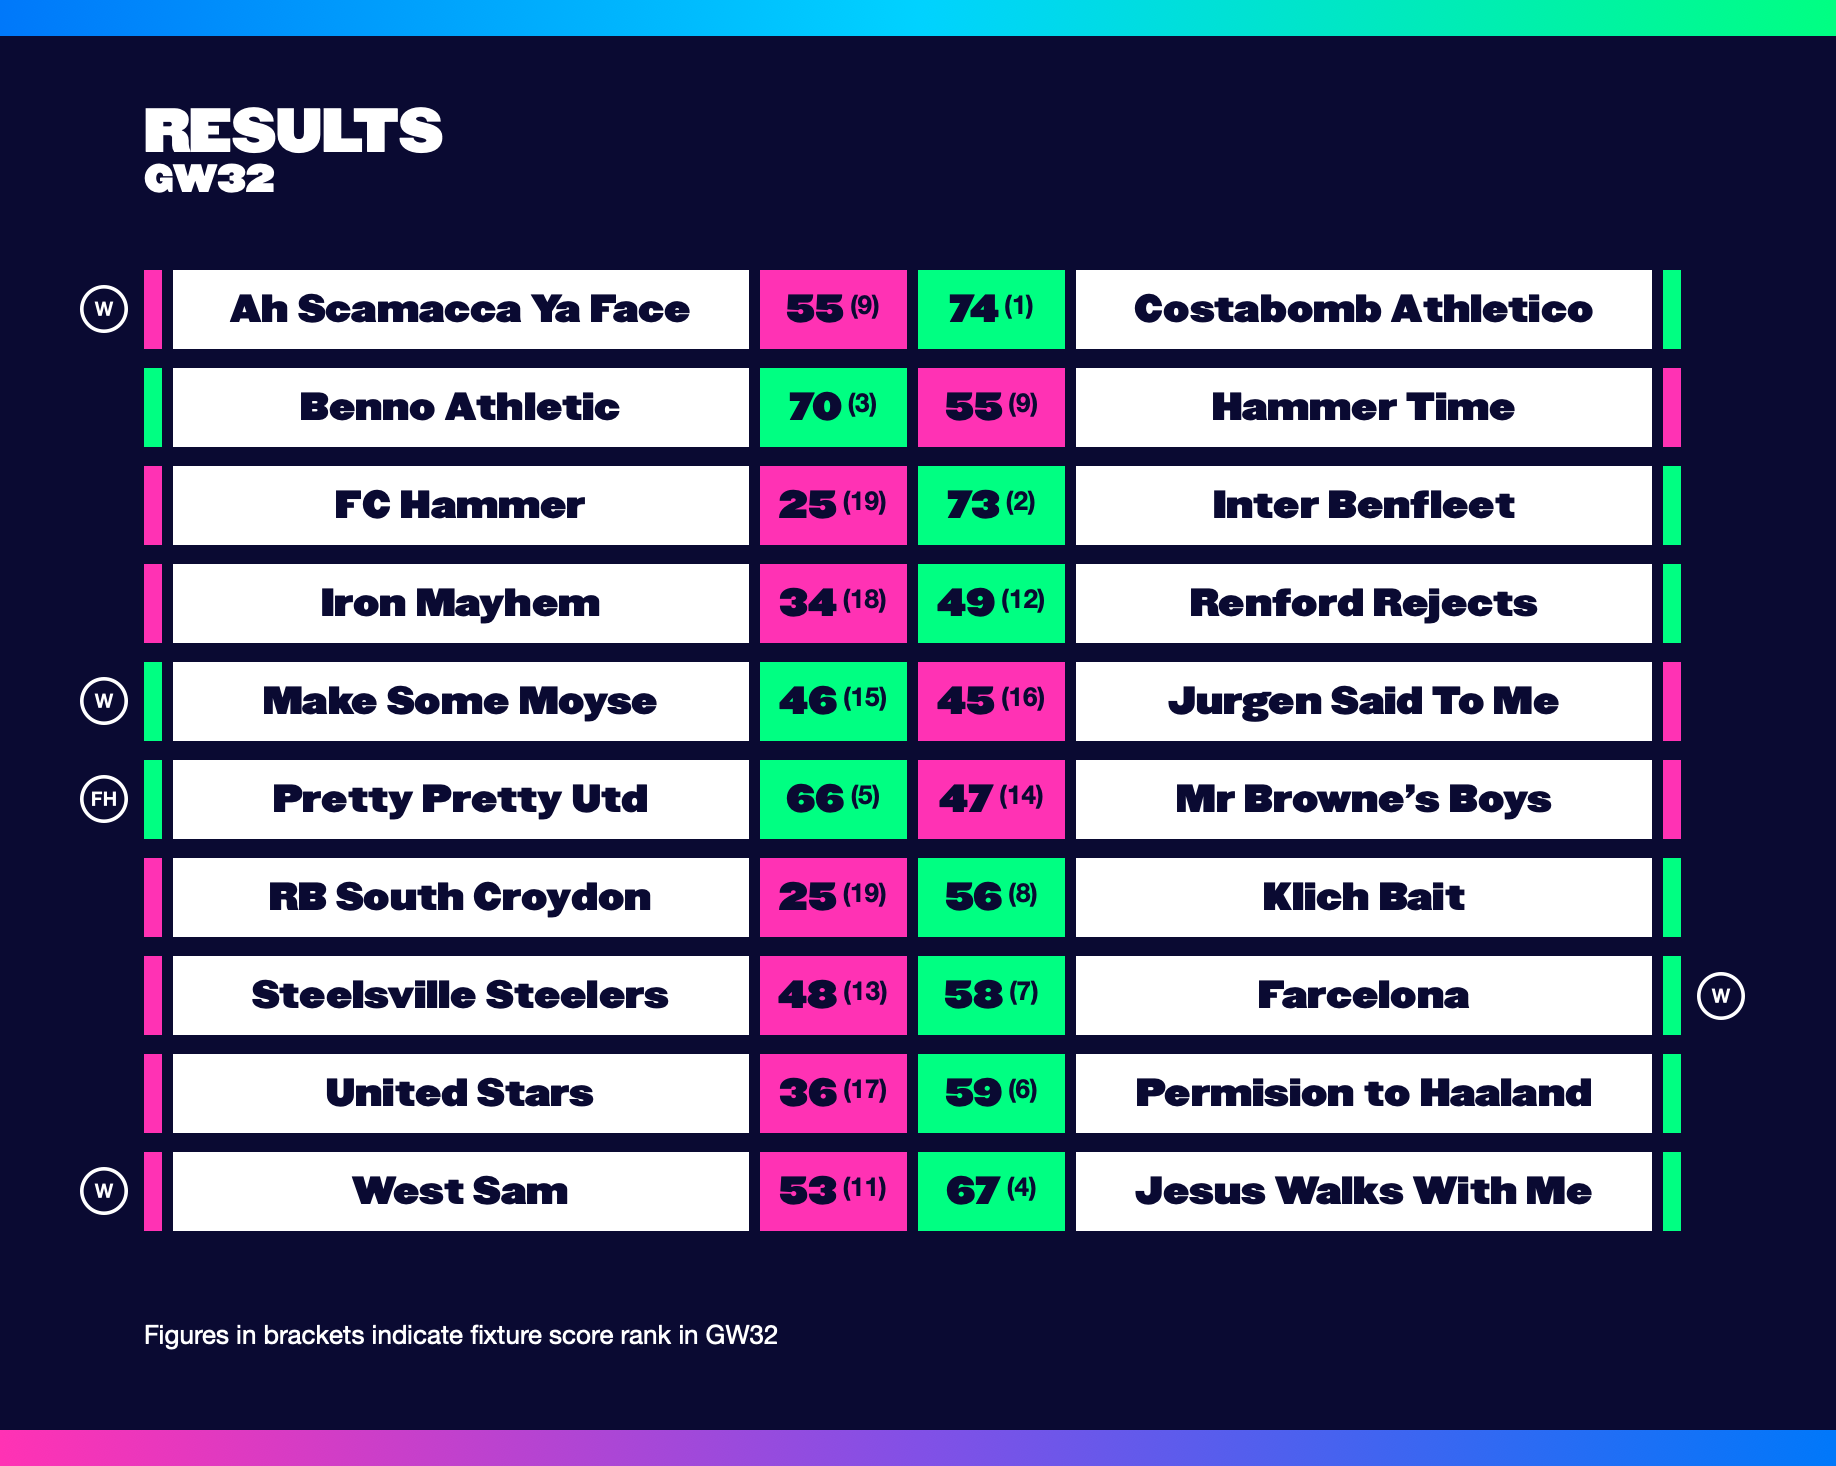 RESULTS
GW32
W Ah Scamacca Ya Face 55 (9) 74 (1) Costabomb Athletico
Benno Athletic 70 (3) 55 (9) Hammer Time
FC Hammer 25 (19) 73 (2) Inter Benfleet
Iron Mayhem 34 (18) 49 (12) Renford Rejects
W Make Some Moyse 46 (15) 45 (16) Jurgen Said To Me
FH Pretty Pretty Utd 66 (5) 47 (14) Mr Browne’s Boys
RB South Croydon 25 (19) 56 (8) Klich Bait
Steelsville Steelers 48 (13) 58 (7) Farcelona W
United Stars 36 (17) 59 (6) Permision to Haaland
W West Sam 53 (11) 67 (4) Jesus Walks With Me
Figures in brackets indicate fixture score rank in GW32